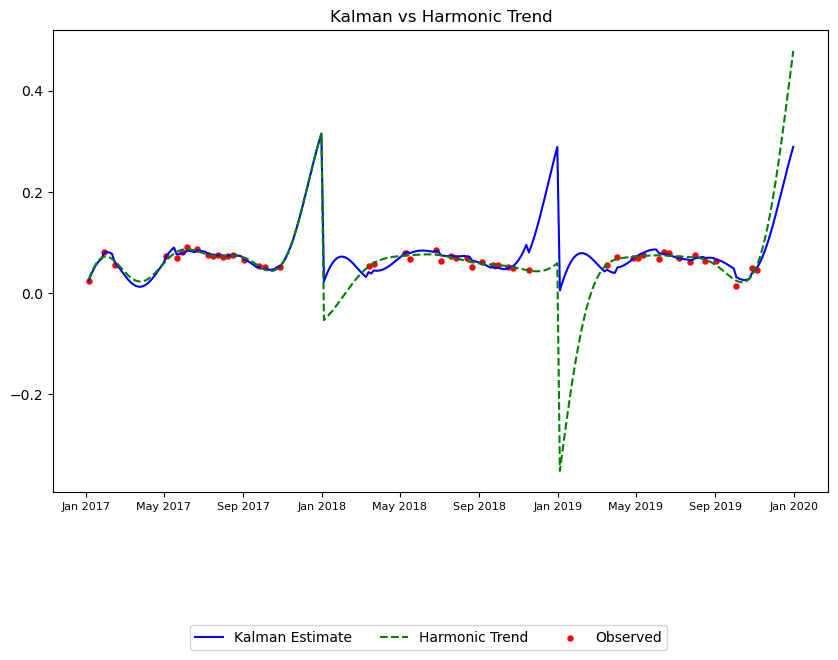 Kalman vs Harmonic Trend
0.4
0.2
0.0
−0.2
Jan 2017 May 2017 Sep 2017 Jan 2018 May 2018 Sep 2018 Jan 2019 May 2019 Sep 2019 Jan 2020
Kalman Estimate Harmonic Trend Observed